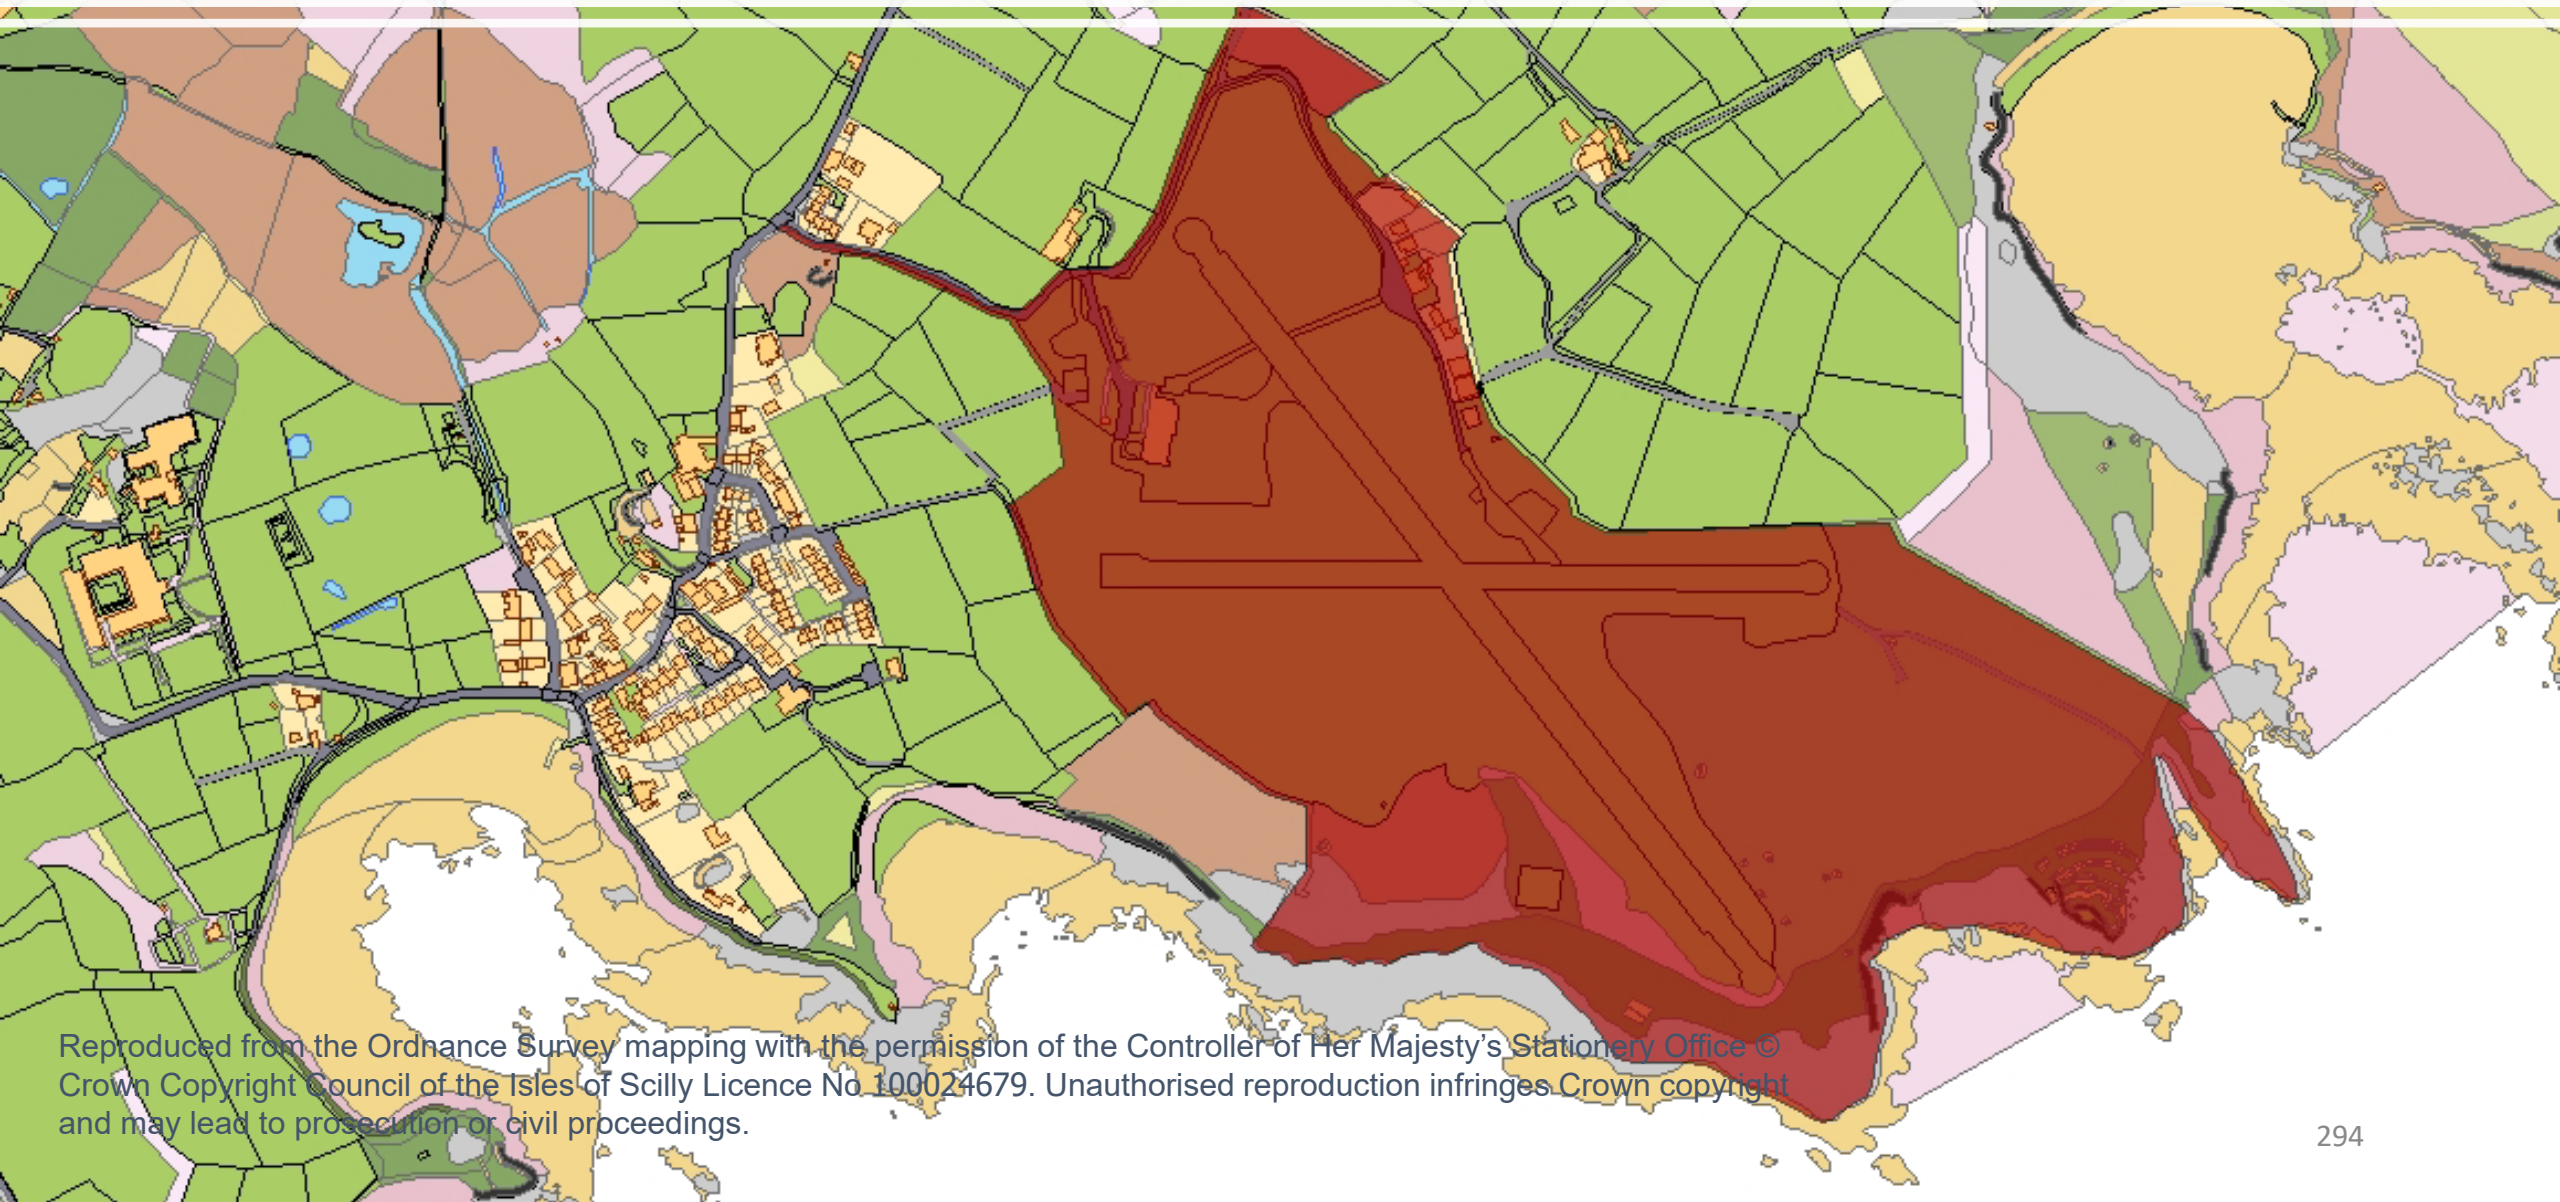 Reproduced from the Ordnance Survey mapping with the permission of the Controller of Her Majesty’s Stationery Office ©
Crown Copyright Council of the Isles of Scilly Licence No 100024679. Unauthorised reproduction infringes Crown copyright
and may lead to prosecution or civil proceedings.
294